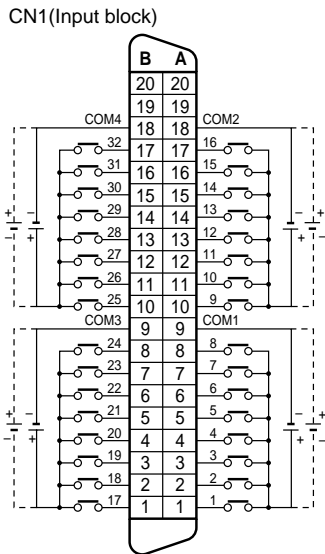 CN1(Input block)
B A
20 20
19 19
COM4 18 18 COM2
32 17 17 16
31 16 16 15
30 15 15 14
29 14 14 13
28 13 13 12
27 12 12 11
26 11 11 10
25 10 10 9
COM3 9 9 COM1
24 8 8 8
23 7 7 7
22 6 6 6
21 5 5 5
20 4 4 4
19 3 3 3
18 2 2 2
17 1 1 1
+ − − + − + + −
+ − − + − + + −